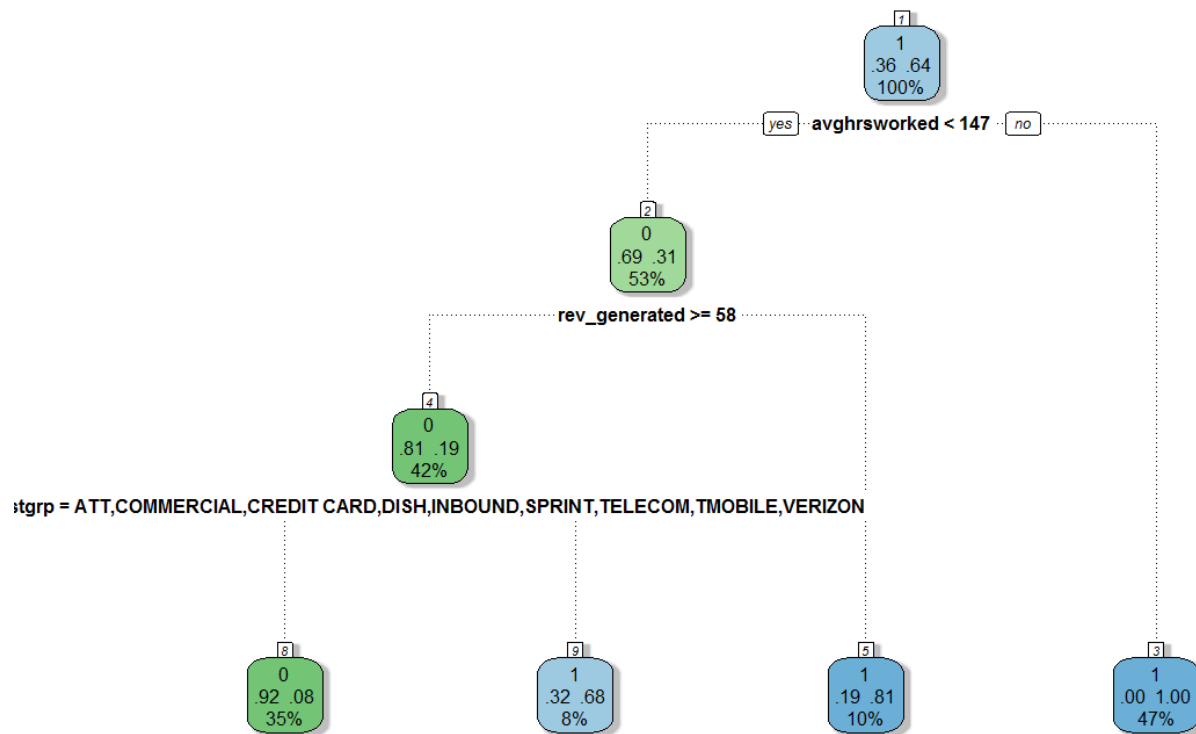 1
1
.36 .64
100%
yes avghrsworked < 147 no
2
0
.69 .31
53%
rev_generated >= 58
4
0
.81 .19
42%
stgrp = ATT,COMMERCIAL,CREDIT CARD,DISH,INBOUND,SPRINT,TELECOM,TMOBILE,VERIZON
8 9 5 3
0 1 1 1
.92 .08 .32 .68 .19 .81 .00 1.00
35% 8% 10% 47%